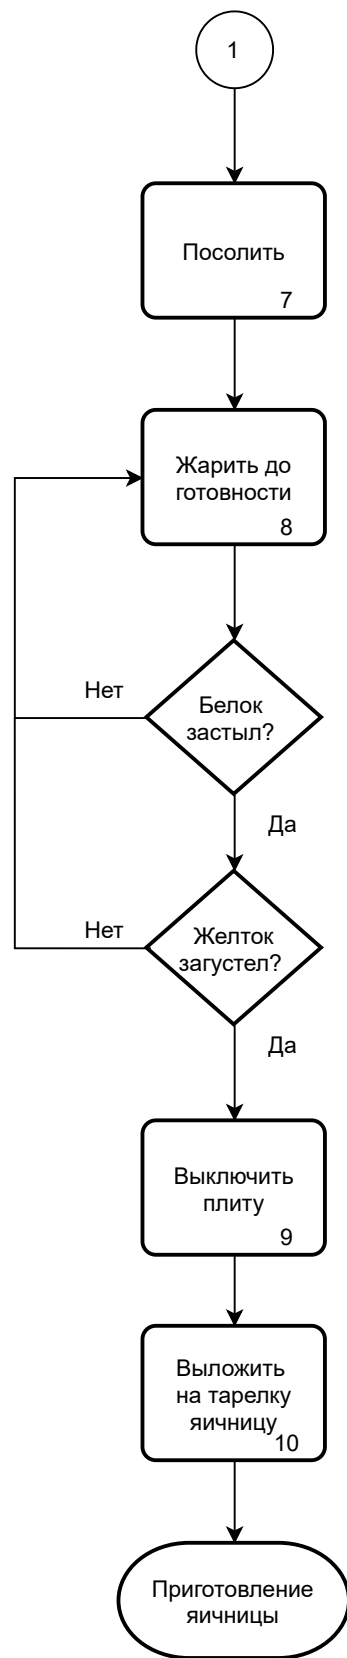 1
Посолить
7
Жарить до
готовности
8
Нет
Белок
застыл?
Да
Нет
Желток
загустел?
Да
Выключить
плиту
9
Выложить
на тарелку
яичницу
10
Приготовление
яичницы